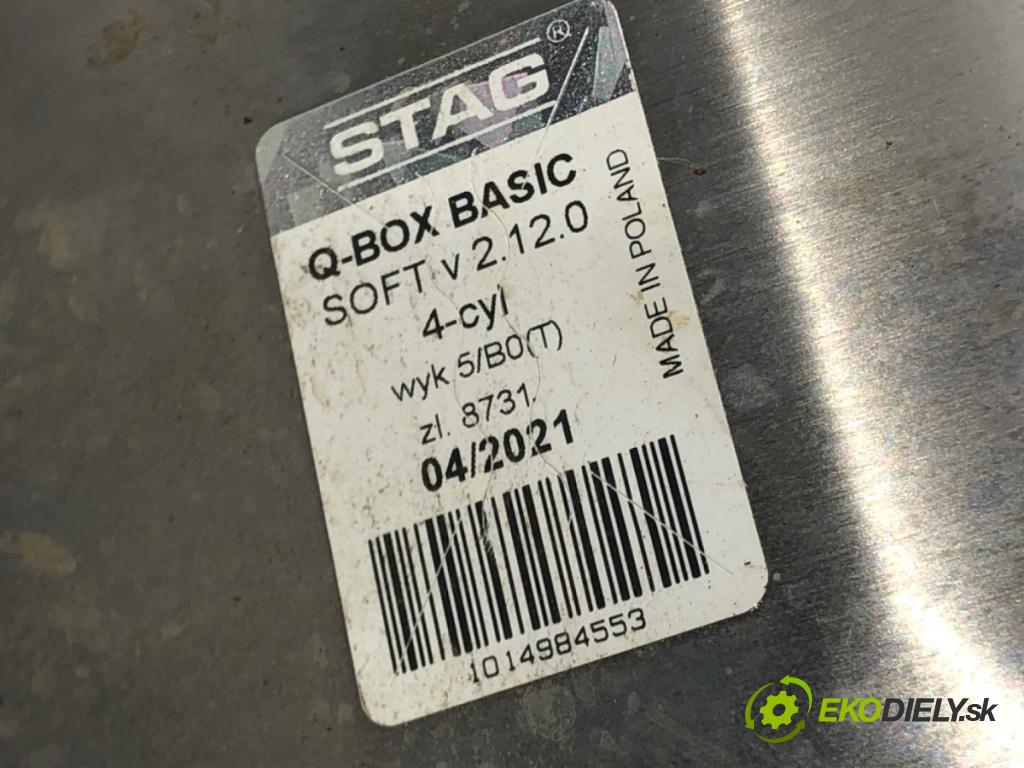 STAG®
Q-BOX BASIC
SOFT v 2.12.0
4-cyl
wyk 5/B0(T)
zl. 8731
04/2021
MADE IN POLAND
1014984553
EKODIELY.sk